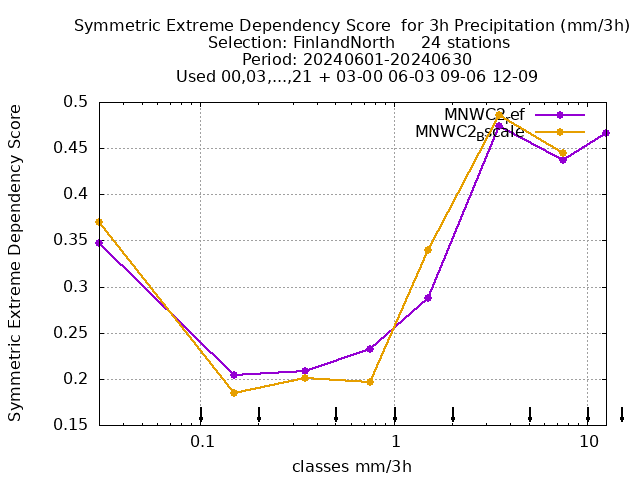 Symmetric Extreme Dependency Score  for 3h Precipitation (mm/3h)
Selection: FinlandNorth     24 stations
Period: 20240601-20240630
Used 00,03,...,21 + 03-00 06-03 09-06 12-09
Symmetric Extreme Dependency Score
0.5
0.45
0.4
0.35
0.3
0.25
0.2
0.15
0.1
1
10
classes mm/3h
MNWC2
MNWC2Bscale